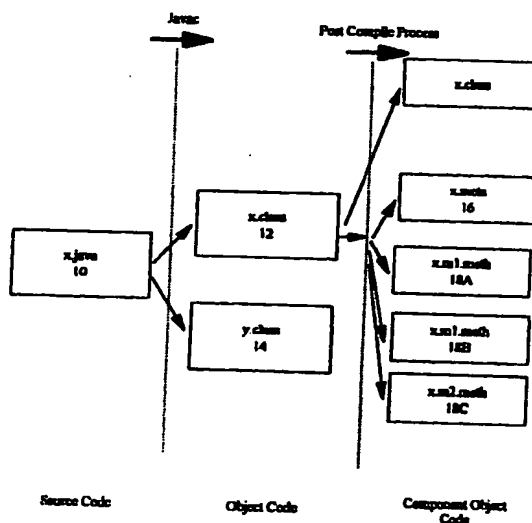 Javac
Post Compile Process
x.class
x.class
12
x.meta
16
x.java
10
x.m1.meth
18A
y.class
14
x.m1.meth
18B
x.m2.meth
18C
Source Code
Object Code
Component Object
Code